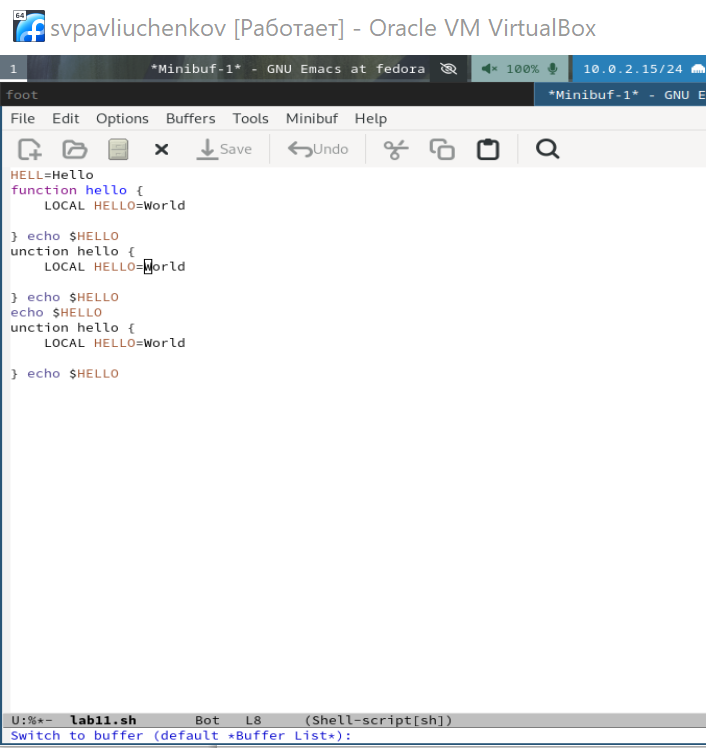 64
svpavliuchenkov [Работает] - Oracle VM VirtualBox
1 *Minibuf-1* - GNU Emacs at fedora 100% 10.0.2.15/24
foot *Minibuf-1* - GNU E
File Edit Options Buffers Tools Minibuf Help
Save Undo
HELL=Hello
function hello {
    LOCAL HELLO=World
} echo $HELLO
unction hello {
    LOCAL HELLO=World
} echo $HELLO
echo $HELLO
unction hello {
    LOCAL HELLO=World
} echo $HELLO
U:%*- lab11.sh Bot L8 (Shell-script[sh])
Switch to buffer (default *Buffer List*):